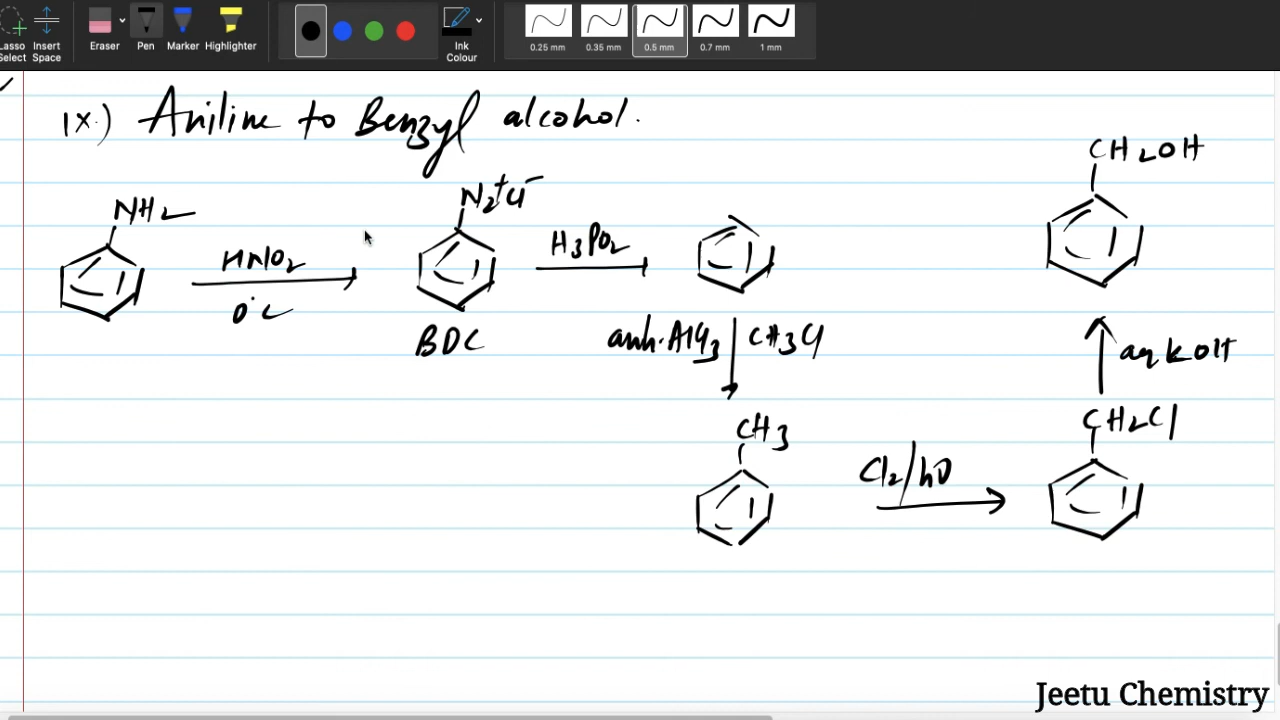 Lasso Select
Insert Space
Eraser
Pen
Marker
Highlighter
Ink Colour
0.25 mm
0.35 mm
0.5 mm
0.7 mm
1 mm
ix.) Aniline to Benzyl alcohol.
NH2
HNO2
0°C
N2+Cl-
BDC
H3PO2
anh. AlCl3
CH3Cl
CH3
Cl2/hν
CH2Cl
aq KOH
CH2OH
Jeetu Chemistry